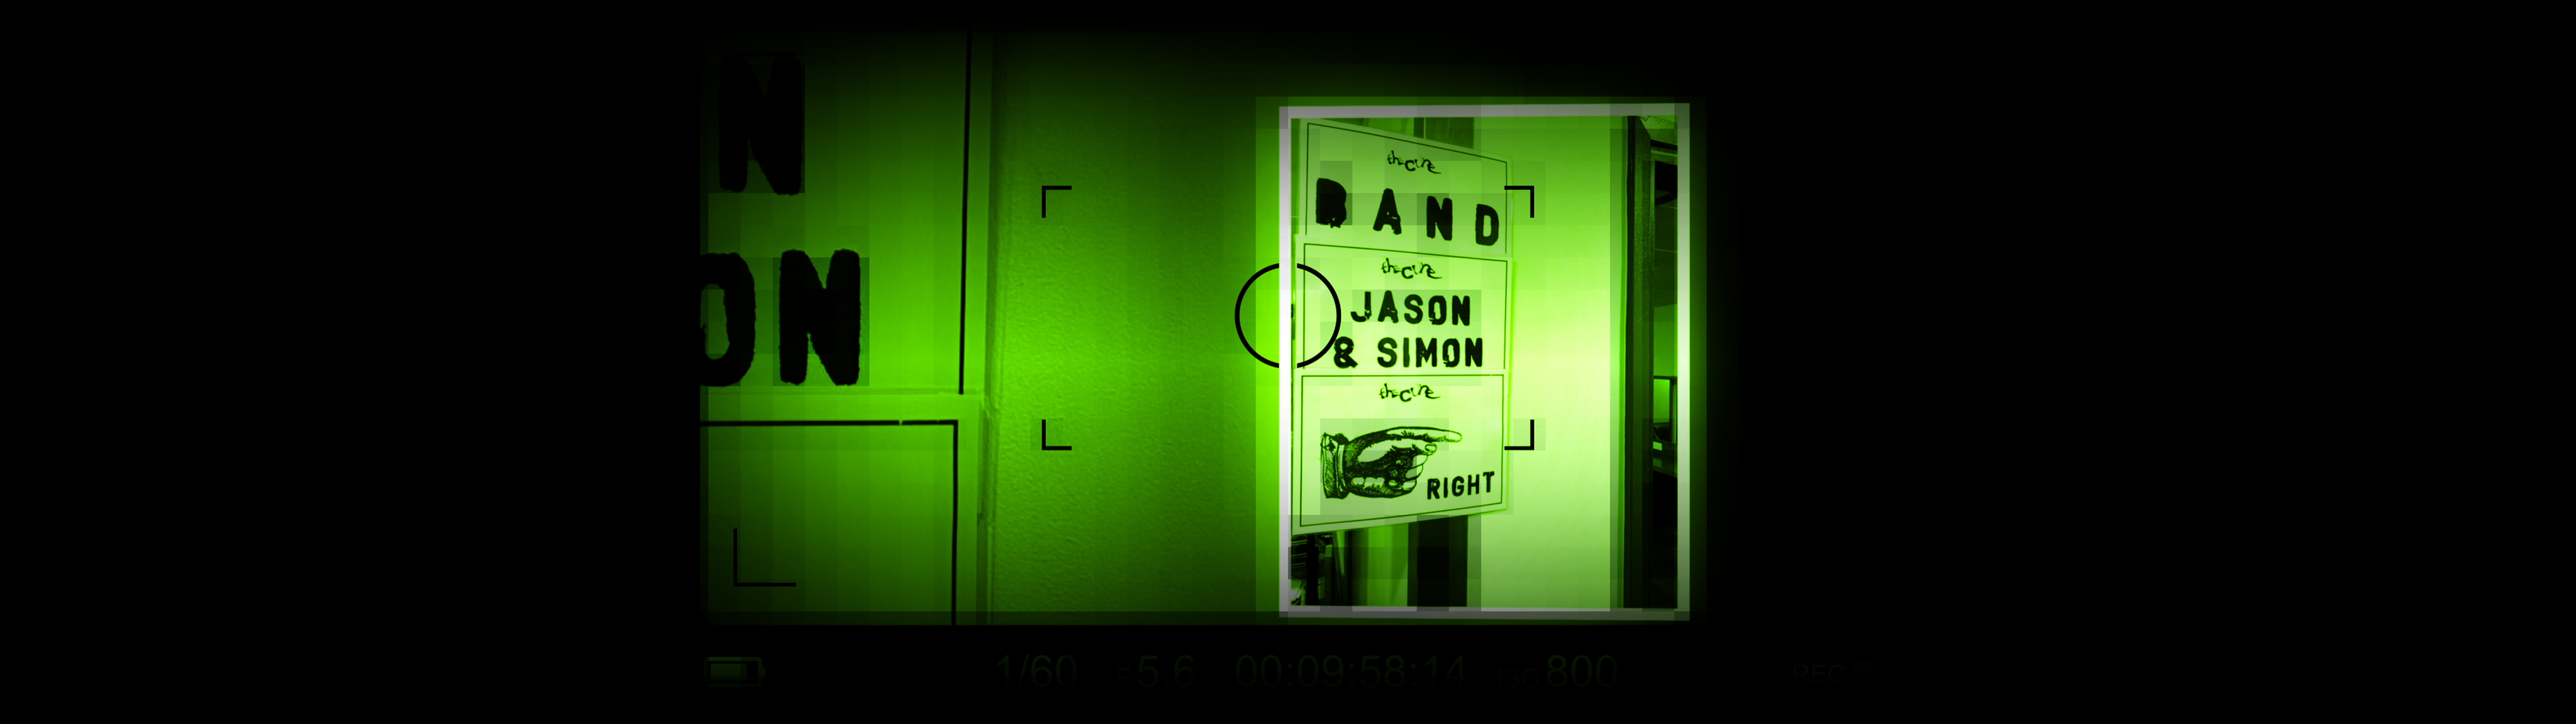 N
ON
the CURE
BAND
the CURE
JASON
& SIMON
the CURE
RIGHT
1/60 F 5.6 00:09:58:14 ISO 800 REC